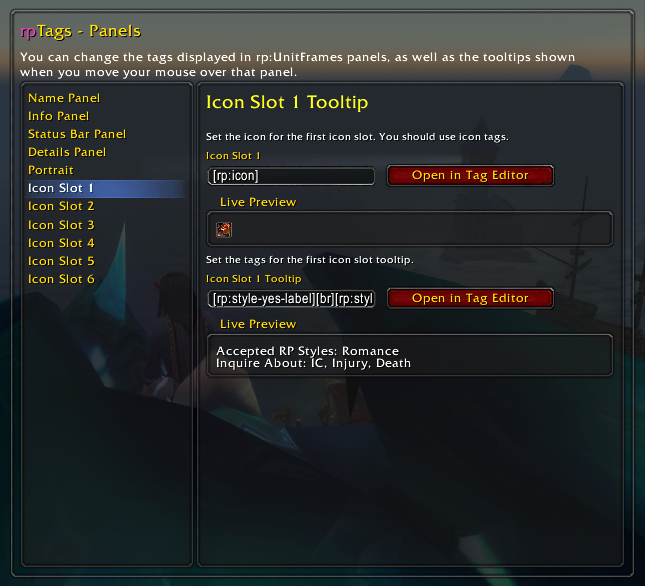 rpTags - Panels
You can change the tags displayed in rp:UnitFrames panels, as well as the tooltips shown
when you move your mouse over that panel.
Name Panel
Info Panel
Status Bar Panel
Details Panel
Portrait
Icon Slot 1
Icon Slot 2
Icon Slot 3
Icon Slot 4
Icon Slot 5
Icon Slot 6
Icon Slot 1 Tooltip
Set the icon for the first icon slot. You should use icon tags.
Icon Slot 1
[rp:icon]
Open in Tag Editor
Live Preview
Set the tags for the first icon slot tooltip.
Icon Slot 1 Tooltip
[rp:style-yes-label][br][rp:styl
Open in Tag Editor
Live Preview
Accepted RP Styles: Romance
Inquire About: IC, Injury, Death